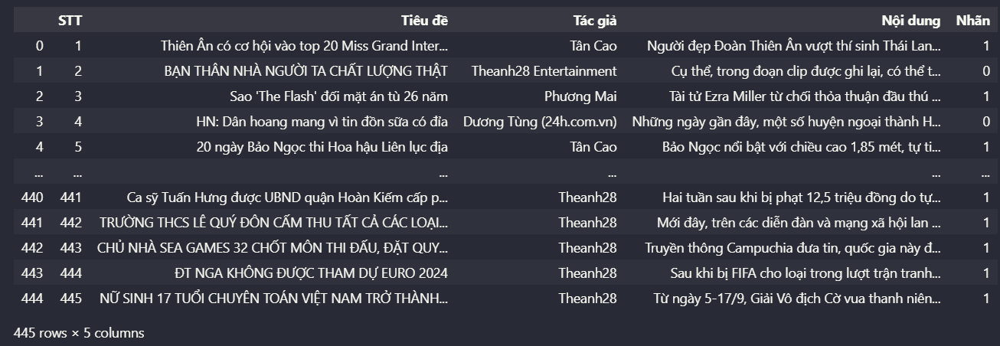 STT Tiêu đề Tác giả Nội dung Nhãn
0 1 Thiên Ân có cơ hội vào top 20 Miss Grand Inter... Tân Cao Người đẹp Đoàn Thiên Ân vượt thí sinh Thái Lan... 1
1 2 BẠN THÂN NHÀ NGƯỜI TA CHẤT LƯỢNG THẬT Theanh28 Entertainment Cụ thể, trong đoạn clip được ghi lại, có thể t... 0
2 3 Sao 'The Flash' đối mặt án tù 26 năm Phương Mai Tài tử Ezra Miller từ chối thỏa thuận đầu thú ... 1
3 4 HN: Dân hoang mang vì tin đồn sữa có đỉa Dương Tùng (24h.com.vn) Những ngày gần đây, một số huyện ngoại thành H... 0
4 5 20 ngày Bảo Ngọc thi Hoa hậu Liên lục địa Tân Cao Bảo Ngọc nổi bật với chiều cao 1,85 mét, tự ti... 1
... ... ... ... ... ...
440 441 Ca sỹ Tuấn Hưng được UBND quận Hoàn Kiếm cấp p... Theanh28 Hai tuần sau khi bị phạt 12,5 triệu đồng do tự... 1
441 442 TRƯỜNG THCS LÊ QUÝ ĐÔN CẤM THU TẤT CẢ CÁC LOẠI... Theanh28 Mới đây, trên các diễn đàn và mạng xã hội lan ... 1
442 443 CHỦ NHÀ SEA GAMES 32 CHỐT MÔN THI ĐẤU, ĐẶT QUY... Theanh28 Truyền thông Campuchia đưa tin, quốc gia này đ... 1
443 444 ĐT NGA KHÔNG ĐƯỢC THAM DỰ EURO 2024 Theanh28 Sau khi bị FIFA cho loại trong lượt trận tranh... 1
444 445 NỮ SINH 17 TUỔI CHUYÊN TOÁN VIỆT NAM TRỞ THÀNH... Theanh28 Từ ngày 5-17/9, Giải Vô địch Cờ vua thanh niên... 1
445 rows × 5 columns